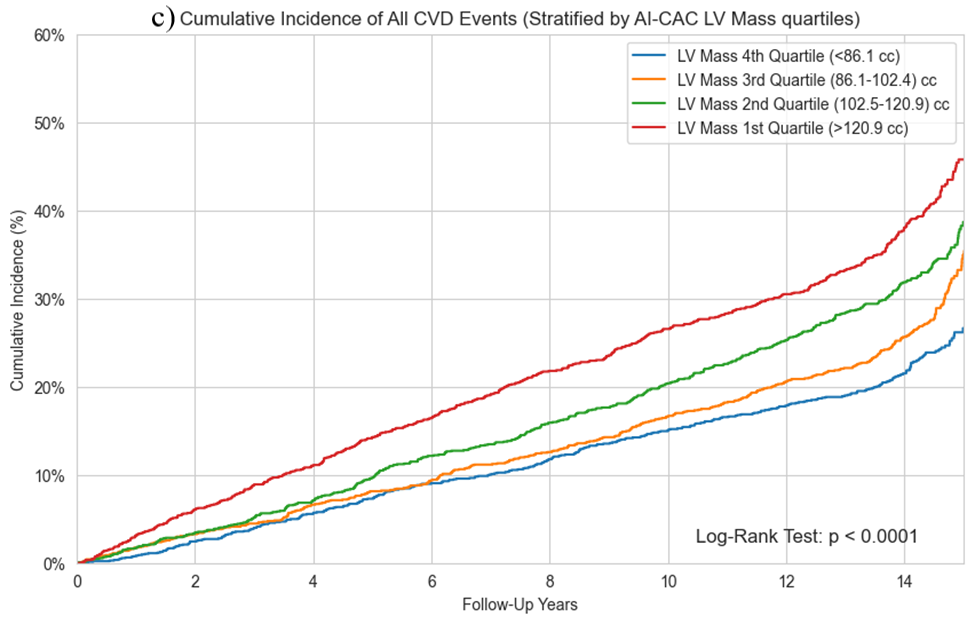 c) Cumulative Incidence of All CVD Events (Stratified by AI-CAC LV Mass quartiles)
60%
50%
40%
30%
20%
10%
0%
Cumulative Incidence (%)
LV Mass 4th Quartile (<86.1 cc)
LV Mass 3rd Quartile (86.1-102.4) cc
LV Mass 2nd Quartile (102.5-120.9) cc
LV Mass 1st Quartile (>120.9 cc)
Log-Rank Test: p < 0.0001
0 2 4 6 8 10 12 14
Follow-Up Years